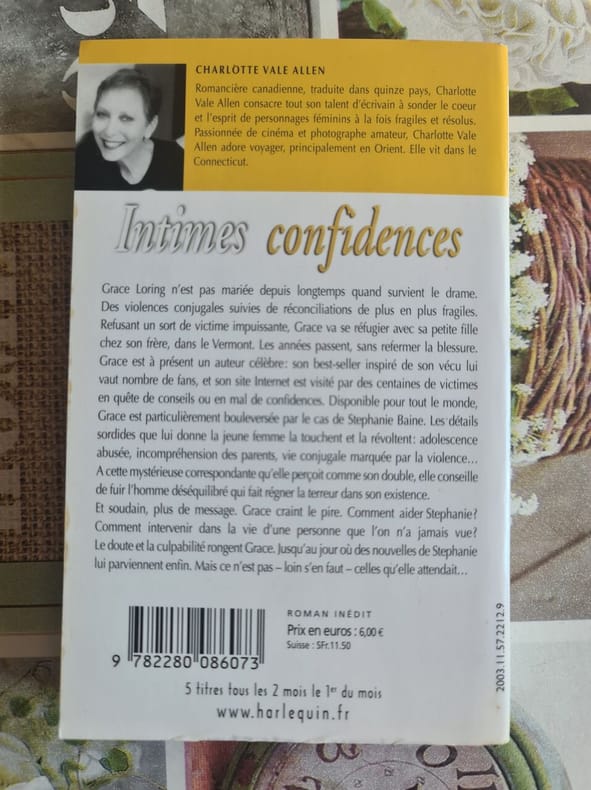 CHARLOTTE VALE ALLEN
Romancière canadienne, traduite dans quinze pays, Charlotte
Vale Allen consacre tout son talent d'écrivain à sonder le coeur
et l'esprit de personnages féminins à la fois fragiles et résolus.
Passionnée de cinéma et photographe amateur, Charlotte Vale
Allen adore voyager, principalement en Orient. Elle vit dans le
Connecticut.
Intimes confidences
Grace Loring n'est pas mariée depuis longtemps quand survient le drame.
Des violences conjugales suivies de réconciliations de plus en plus fragiles.
Refusant un sort de victime impuissante, Grace va se réfugier avec sa petite fille
chez son frère, dans le Vermont. Les années passent, sans refermer la blessure.
Grace est à présent un auteur célèbre : son best-seller inspiré de son vécu lui
vaut nombre de fans, et son site Internet est visité par des centaines de victimes
en quête de conseils ou en mal de confidences. Disponible pour tout le monde,
Grace est particulièrement bouleversée par le cas de Stephanie Baine. Les détails
sordides que lui donne la jeune femme la touchent et la révoltent : adolescence
abusée, incompréhension des parents, vie conjugale marquée par la violence...
A cette mystérieuse correspondante qu'elle perçoit comme son double, elle conseille
de fuir l'homme déséquilibré qui fait régner la terreur dans son existence.
Et soudain, plus de message. Grace craint le pire. Comment aider Stephanie ?
Comment intervenir dans la vie d'une personne que l'on n'a jamais vue ?
Le doute et la culpabilité rongent Grace. Jusqu'au jour où des nouvelles de Stephanie
lui parviennent enfin. Mais ce n'est pas – loin s'en faut – celles qu'elle attendait...
ROMAN INÉDIT
Prix en euros : 6,00 €
Suisse : SFr.11.50
9 782280 086073
2003.11.57.2212.9
5 titres tous les 2 mois le 1er du mois
www.harlequin.fr